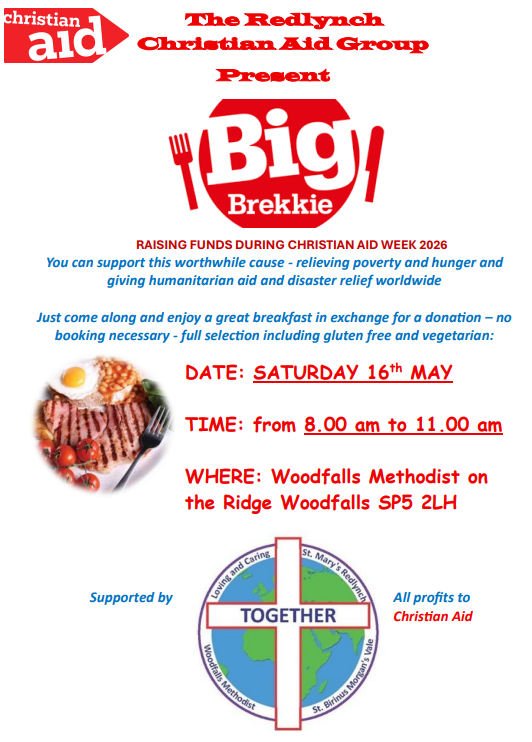 christian
aid
The Redlynch
Christian Aid Group
Present
Big
Brekkie
RAISING FUNDS DURING CHRISTIAN AID WEEK 2026
You can support this worthwhile cause - relieving poverty and hunger and
giving humanitarian aid and disaster relief worldwide
Just come along and enjoy a great breakfast in exchange for a donation – no
booking necessary - full selection including gluten free and vegetarian:
DATE: SATURDAY 16th MAY
TIME: from 8.00 am to 11.00 am
WHERE: Woodfalls Methodist on
the Ridge Woodfalls SP5 2LH
Supported by
Loving and Caring
St. Mary's Redlynch
TOGETHER
Woodfalls Methodist
St. Birinus Morgan's Vale
All profits to
Christian Aid